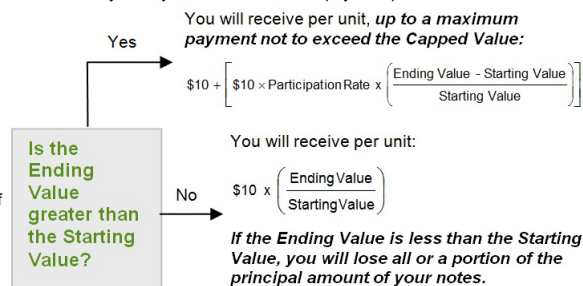 You will receive per unit, up to a maximum
payment not to exceed the Capped Value:
Yes
$10 + [$10 × Participation Rate x (Ending Value - Starting Value / Starting Value)]
Is the
Ending
Value
greater than
the Starting
Value?
You will receive per unit:
No
$10 x (Ending Value / Starting Value)
If the Ending Value is less than the Starting
Value, you will lose all or a portion of the
principal amount of your notes.